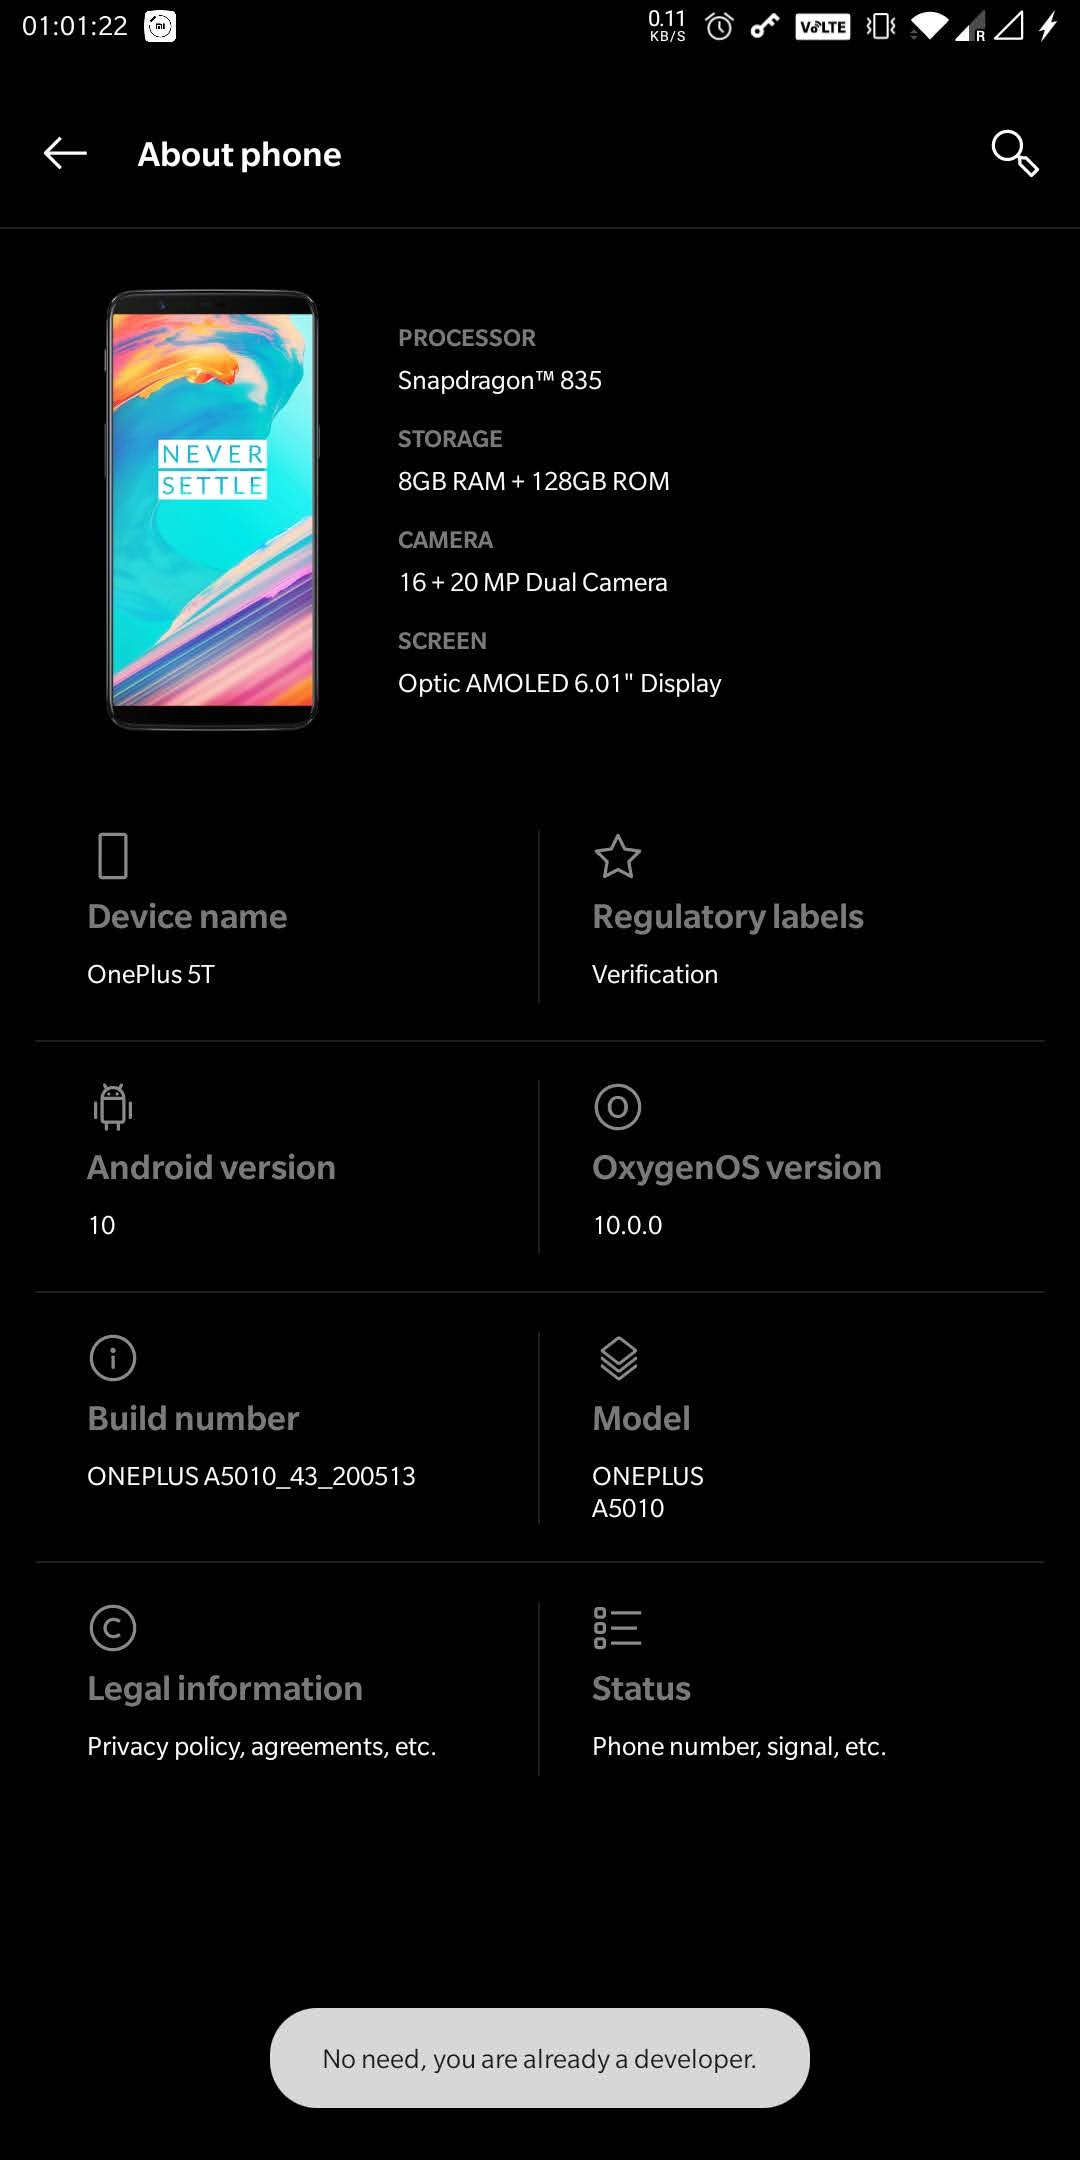 01:01:22
0.11
KB/S
VoLTE
R
About phone
NEVER
SETTLE
PROCESSOR
Snapdragon™ 835
STORAGE
8GB RAM + 128GB ROM
CAMERA
16 + 20 MP Dual Camera
SCREEN
Optic AMOLED 6.01" Display
Device name
OnePlus 5T
Regulatory labels
Verification
Android version
10
OxygenOS version
10.0.0
Build number
ONEPLUS A5010_43_200513
Model
ONEPLUS
A5010
Legal information
Privacy policy, agreements, etc.
Status
Phone number, signal, etc.
No need, you are already a developer.